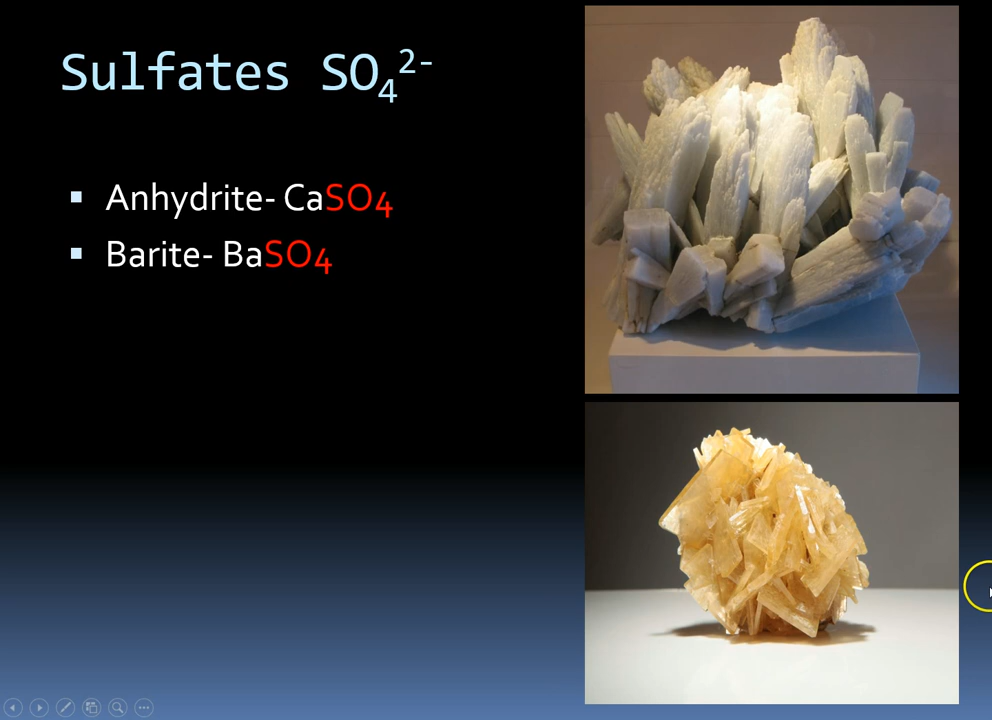 Sulfates SO₄²⁻
▪ Anhydrite- CaSO4
▪ Barite- BaSO4